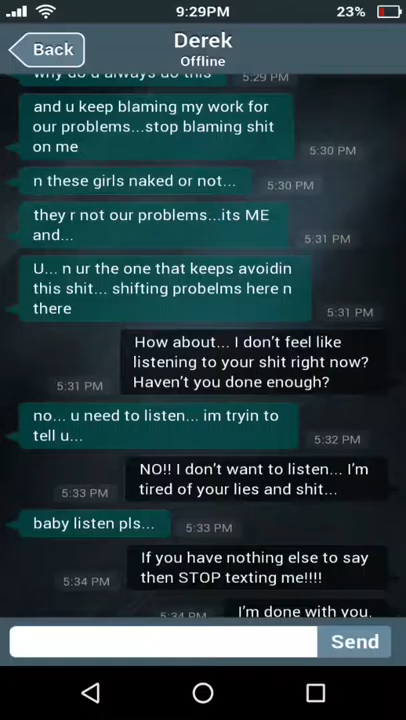 9:29PM
23%
Back
Derek
Offline
why do u always do this
5:29 PM
and u keep blaming my work for
our problems...stop blaming shit
on me
5:30 PM
n these girls naked or not...
5:30 PM
they r not our problems...its ME
and...
5:31 PM
U... n ur the one that keeps avoidin
this shit... shifting probelms here n
there
5:31 PM
How about... I don't feel like
listening to your shit right now?
Haven't you done enough?
5:31 PM
no... u need to listen... im tryin to
tell u...
5:32 PM
NO!! I don't want to listen... I'm
tired of your lies and shit...
5:33 PM
baby listen pls...
5:33 PM
If you have nothing else to say
then STOP texting me!!!!
5:34 PM
I'm done with you.
5:34 PM
Send